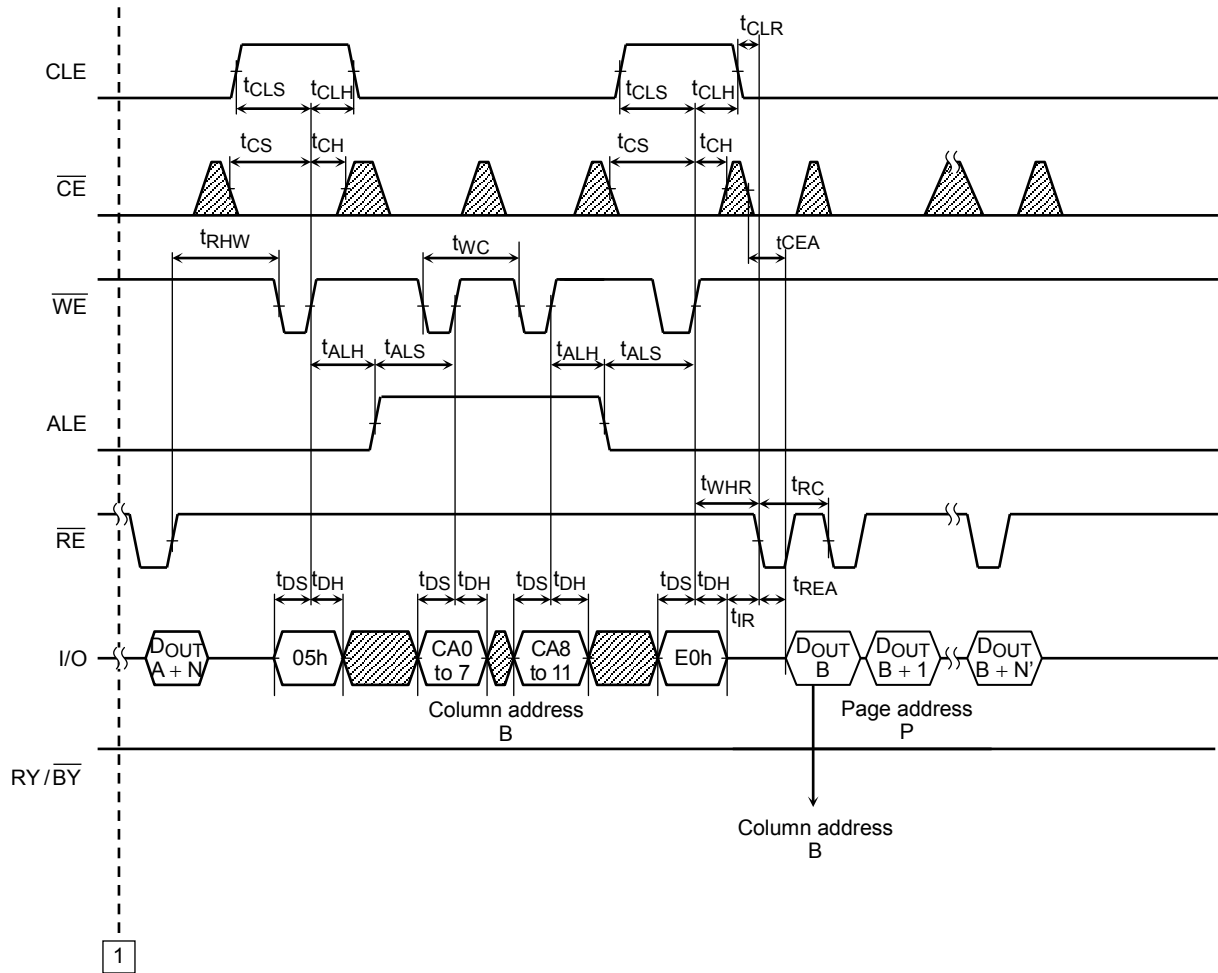 tCLR
CLE
tCLS tCLH tCLS tCLH
tCS tCH tCS tCH
CE
tRHW tWC tCEA
WE
tALH tALS tALH tALS
ALE
tWHR tRC
RE
tDS tDH tDS tDH tDS tDH tDS tDH tREA
tIR
I/O
DOUT
A + N
05h
CA0
to 7
CA8
to 11
E0h
DOUT
B
DOUT
B + 1
DOUT
B + N’
Column address
B
Page address
P
RY / BY
Column address
B
1